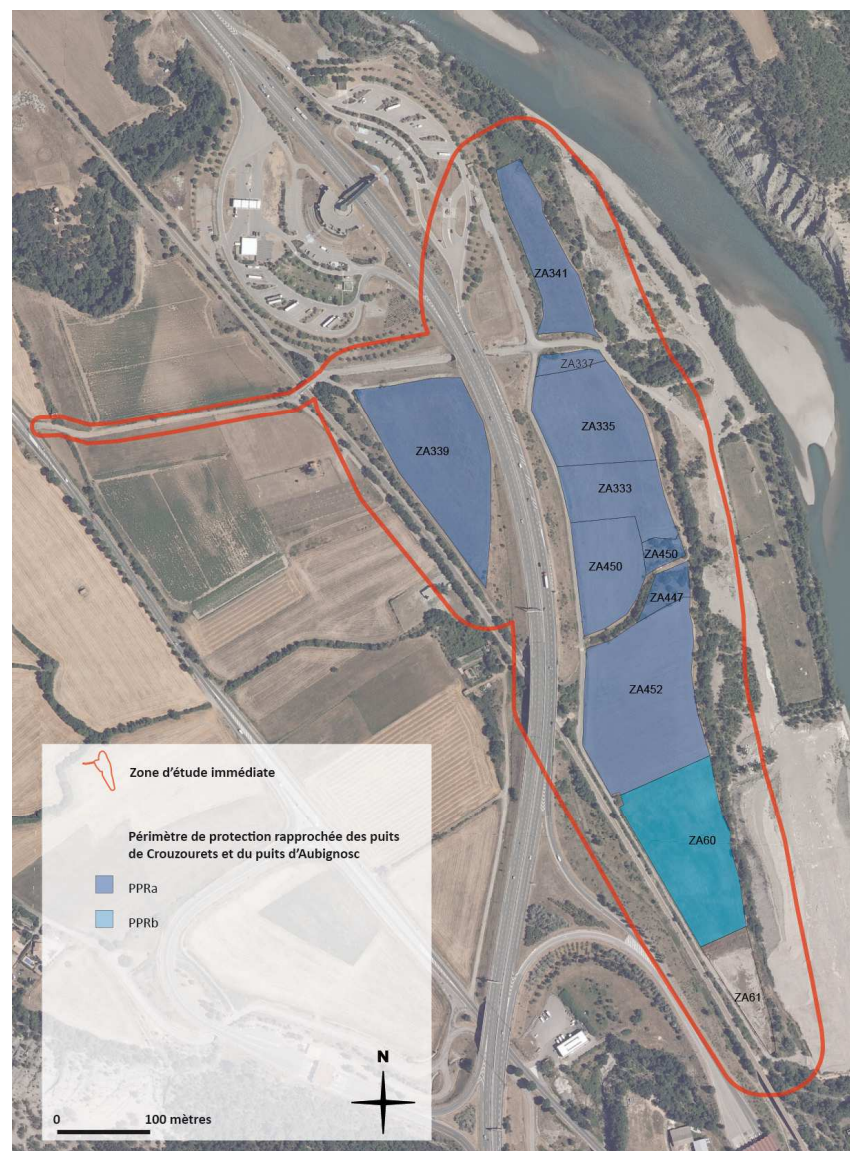 ZA341
ZA337
ZA335
ZA339
ZA333
ZA450
ZA450
ZA447
ZA452
ZA60
ZA61
Zone d'étude immédiate
Périmètre de protection rapprochée des puits
de Crouzourets et du puits d'Aubignosc
PPRa
PPRb
N
0 100 mètres